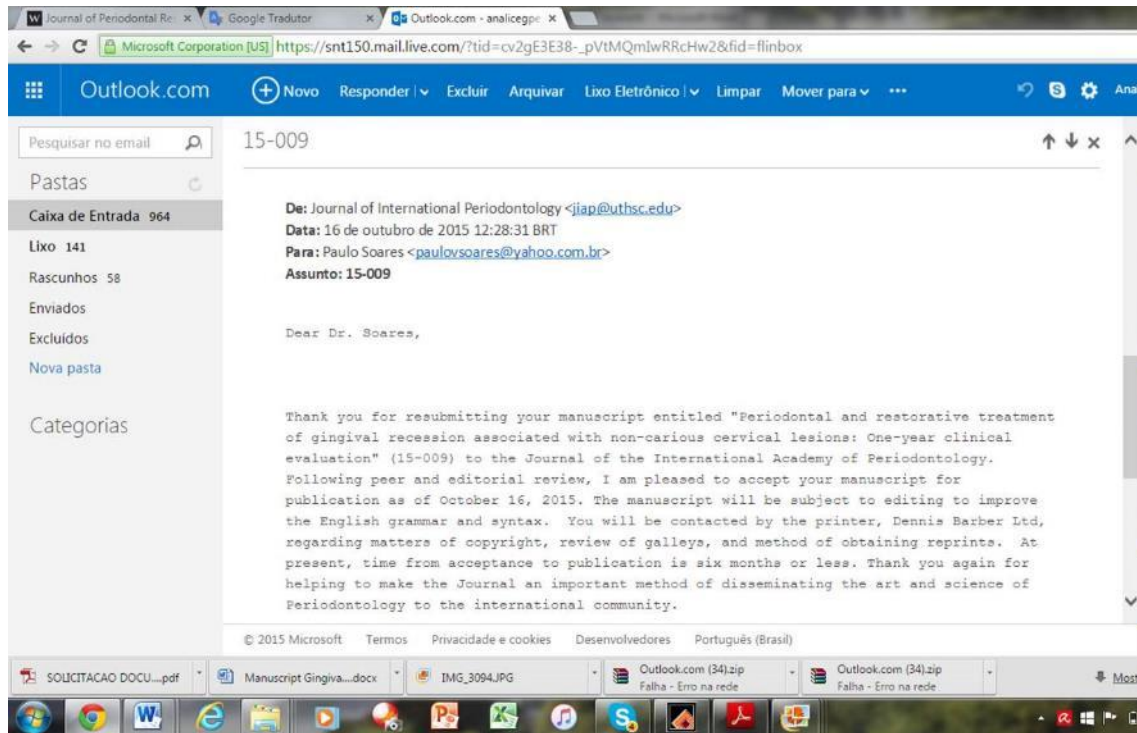 Journal of Periodontal Re
Google Tradutor
Outlook.com - analicegpe
Microsoft Corporation [US] https://snt150.mail.live.com/?tid=cv2gE3E38-_pVtMQmIwRRcHw2&fid=flinbox
Outlook.com Novo Responder Excluir Arquivar Lixo Eletrônico Limpar Mover para ... Ana
Pesquisar no email
15-009
Pastas
Caixa de Entrada 964
Lixo 141
Rascunhos 58
Enviados
Excluídos
Nova pasta
Categorias
De: Journal of International Periodontology <jiap@uthsc.edu>
Data: 16 de outubro de 2015 12:28:31 BRT
Para: Paulo Soares <paulovsoares@yahoo.com.br>
Assunto: 15-009
Dear Dr. Soares,
Thank you for resubmitting your manuscript entitled "Periodontal and restorative treatment
of gingival recession associated with non-carious cervical lesions: One-year clinical
evaluation" (15-009) to the Journal of the International Academy of Periodontology.
Following peer and editorial review, I am pleased to accept your manuscript for
publication as of October 16, 2015. The manuscript will be subject to editing to improve
the English grammar and syntax. You will be contacted by the printer, Dennis Barber Ltd,
regarding matters of copyright, review of galleys, and method of obtaining reprints. At
present, time from acceptance to publication is six months or less. Thank you again for
helping to make the Journal an important method of disseminating the art and science of
Periodontology to the international community.
© 2015 Microsoft Termos Privacidade e cookies Desenvolvedores Português (Brasil)
SOLICITACAO DOCU....pdf
Manuscript Gingiva....docx
IMG_3094.JPG
Outlook.com (34).zip
Falha - Erro na rede
Outlook.com (34).zip
Falha - Erro na rede
Most